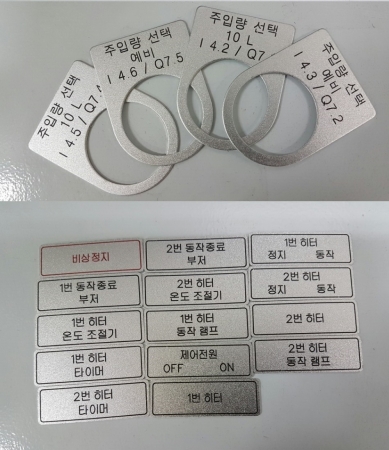 주입량 선택
10 L
I 4.5 / Q7.
주입량 선택
예비
I 4.6 / Q7.5
주입량 선택
10 L
I 4.2 / Q7
주입량 선택
예비
I 4.3 / Q7.2
비상정지
2번 동작종료
부저
1번 히터
정지 동작
1번 동작종료
부저
2번 히터
온도 조절기
2번 히터
정지 동작
1번 히터
온도 조절기
1번 히터
동작 램프
2번 히터
1번 히터
타이머
제어전원
OFF ON
2번 히터
동작 램프
2번 히터
타이머
1번 히터